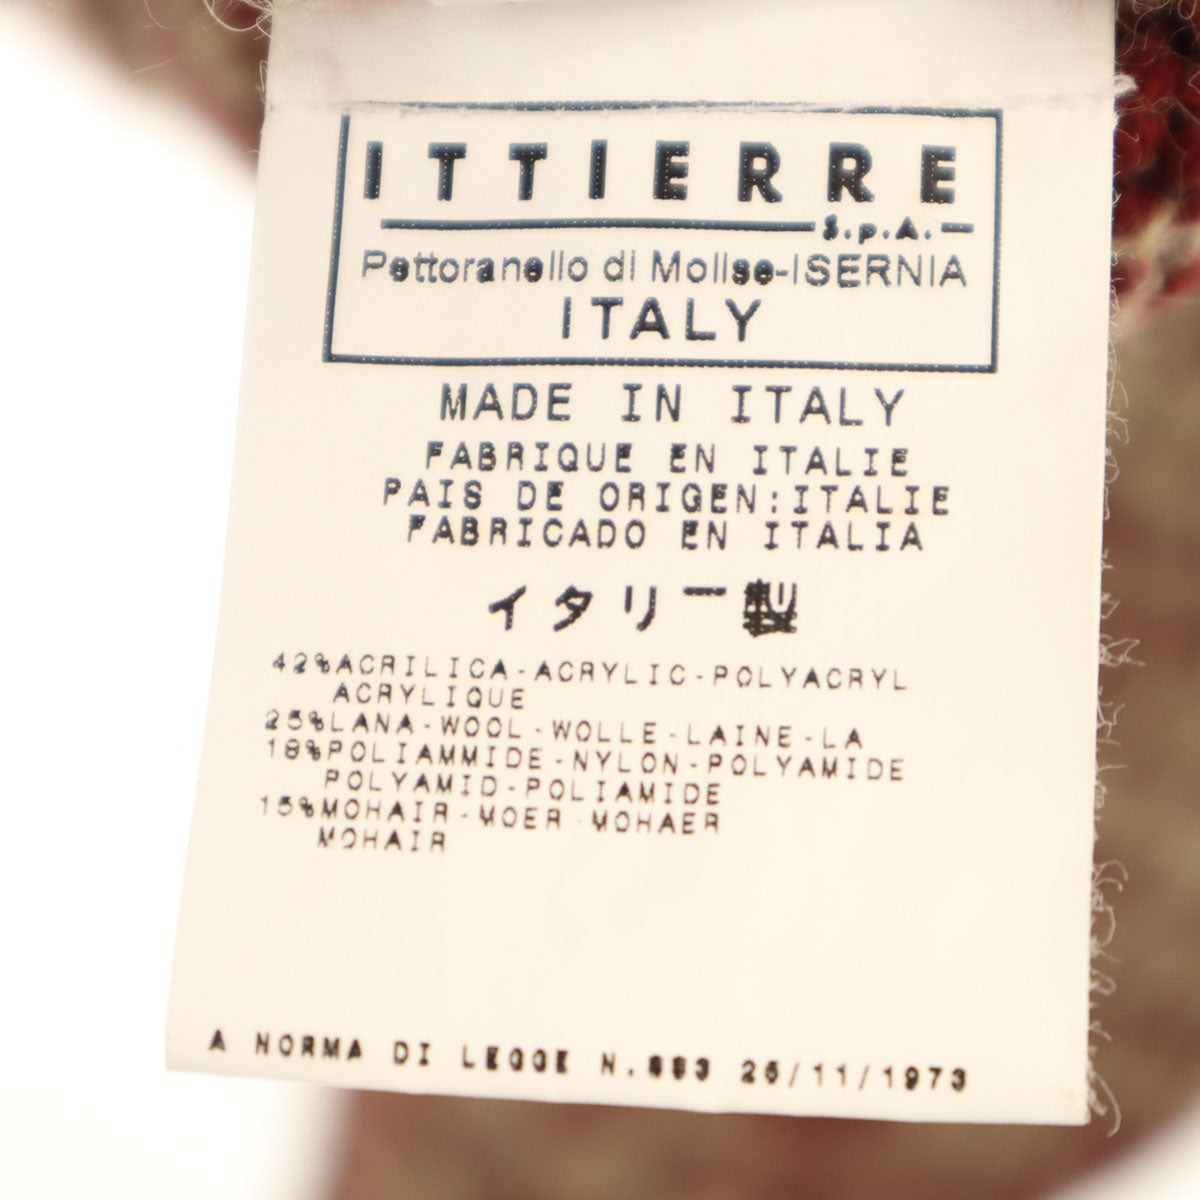 ITTIERRE
S.p.A.
Pettoranello di Molise-ISERNIA
ITALY
MADE IN ITALY
FABRIQUE EN ITALIE
PAIS DE ORIGEN:ITALIE
FABRICADO EN ITALIA
イタリー製
42%ACRILICA-ACRYLIC-POLYACRYL
ACRYLIQUE
25%LANA-WOOL-WOLLE-LAINE-LA
18%POLIAMMIDE-NYLON-POLYAMIDE
POLYAMID-POLIAMIDE
15%MOHAIR-MOER-MOHAER
MOHAIR
A NORMA DI LEGGE N.883 26/11/1973